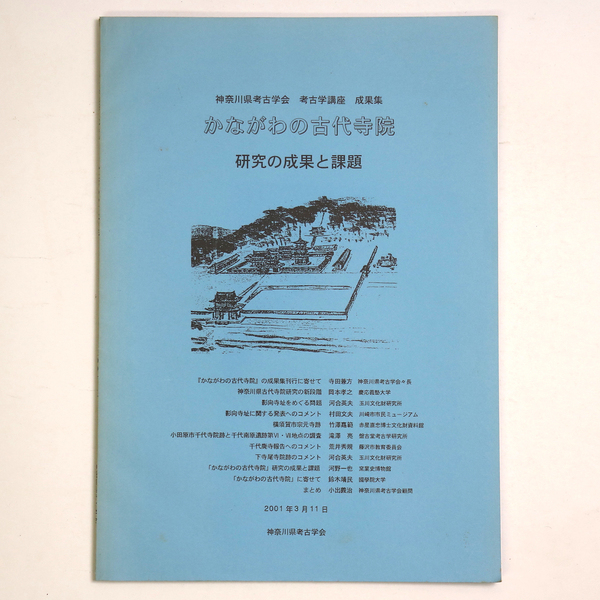 神奈川県考古学会　考古学講座　成果集
かながわの古代寺院
研究の成果と課題
『かながわの古代寺院』の成果集刊行に寄せて　寺田兼方　神奈川県考古学会々長
神奈川県古代寺院研究の新段階　岡本孝之　慶応義塾大学
影向寺址をめぐる問題　河合英夫　玉川文化財研究所
影向寺址に関する発表へのコメント　村田文夫　川崎市市民ミュージアム
横須賀市宗元寺跡　竹澤嘉範　赤星直忠博士文化財資料館
小田原市千代寺院跡と千代南原遺跡第Ⅵ・Ⅶ地点の調査　滝澤　亮　盤古堂考古学研究所
千代廃寺報告へのコメント　荒井秀規　藤沢市教育委員会
下寺尾寺院跡のコメント　河合英夫　玉川文化財研究所
「かながわの古代寺院」研究の成果と課題　河野一也　常葉史博物館
「かながわの古代寺院」に寄せて　鈴木靖民　國學院大学
まとめ　小出義治　神奈川県考古学会顧問
2001年3月11日
神奈川県考古学会